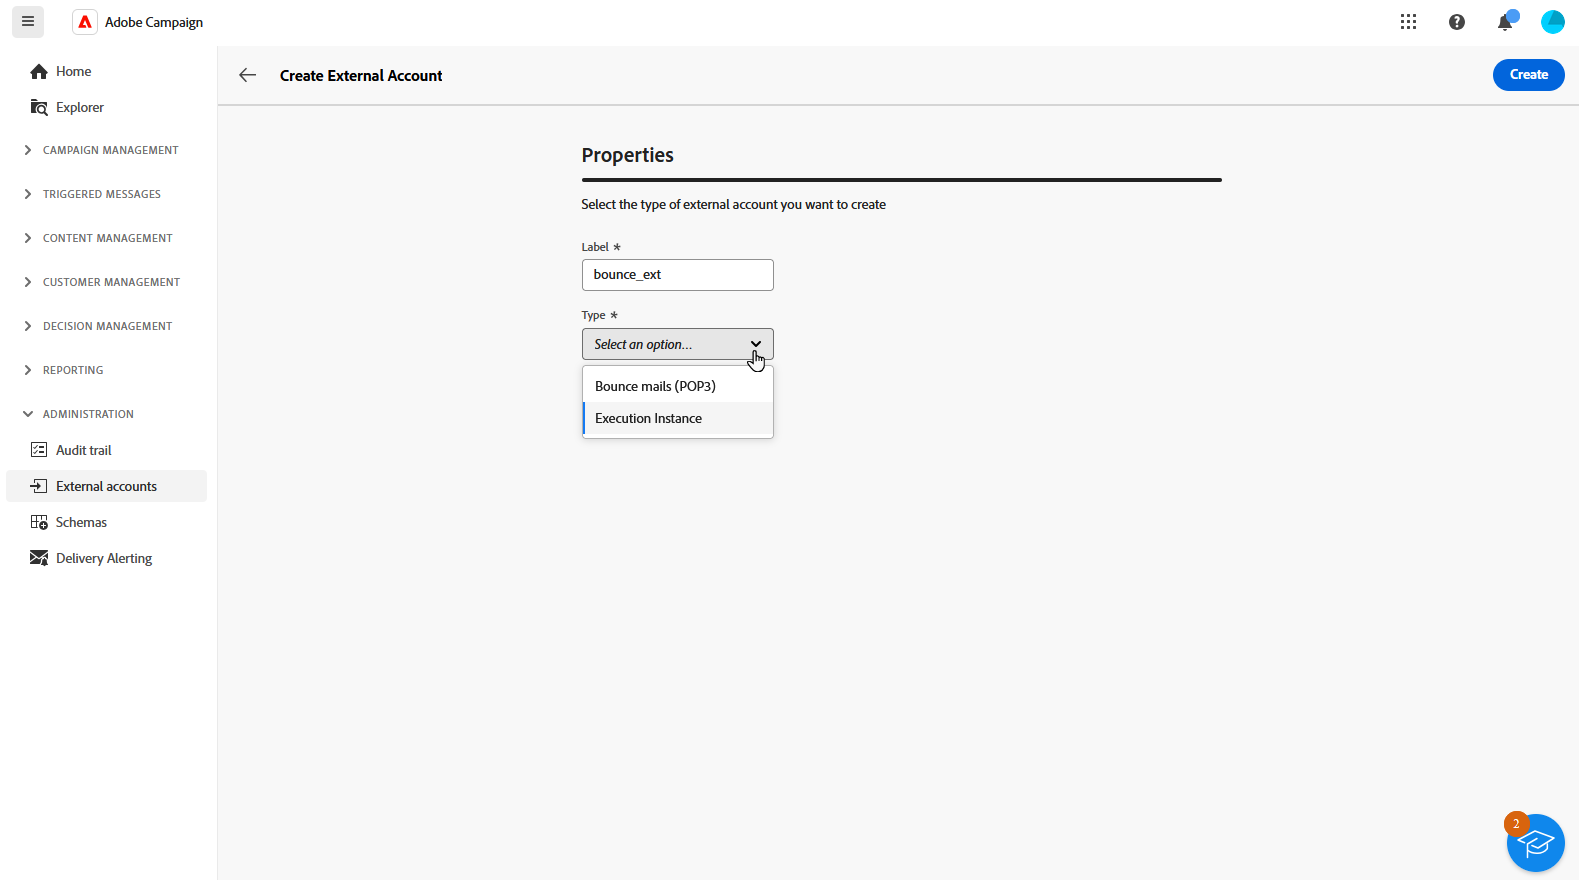 Adobe Campaign
Home
Explorer
CAMPAIGN MANAGEMENT
TRIGGERED MESSAGES
CONTENT MANAGEMENT
CUSTOMER MANAGEMENT
DECISION MANAGEMENT
REPORTING
ADMINISTRATION
Audit trail
External accounts
Schemas
Delivery Alerting
Create External Account
Create
Properties
Select the type of external account you want to create
Label *
bounce_ext
Type *
Select an option...
Bounce mails (POP3)
Execution Instance
2